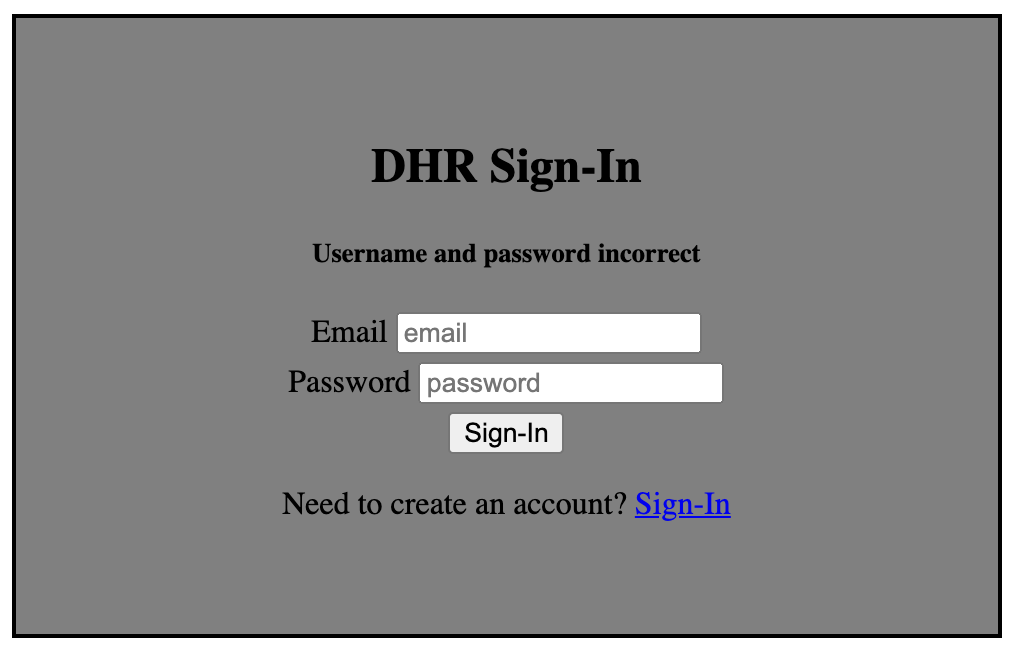 DHR Sign-In
Username and password incorrect
Email email
Password password
Sign-In
Need to create an account? Sign-In